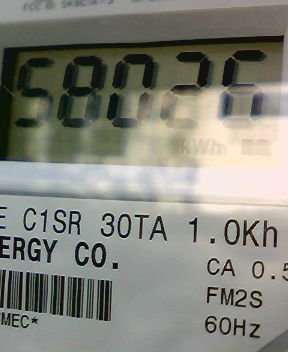 58026
kWh
E C1SR 30TA 1.0Kh
ERGY CO.
CA 0.5
FM2S
MEC*
60Hz